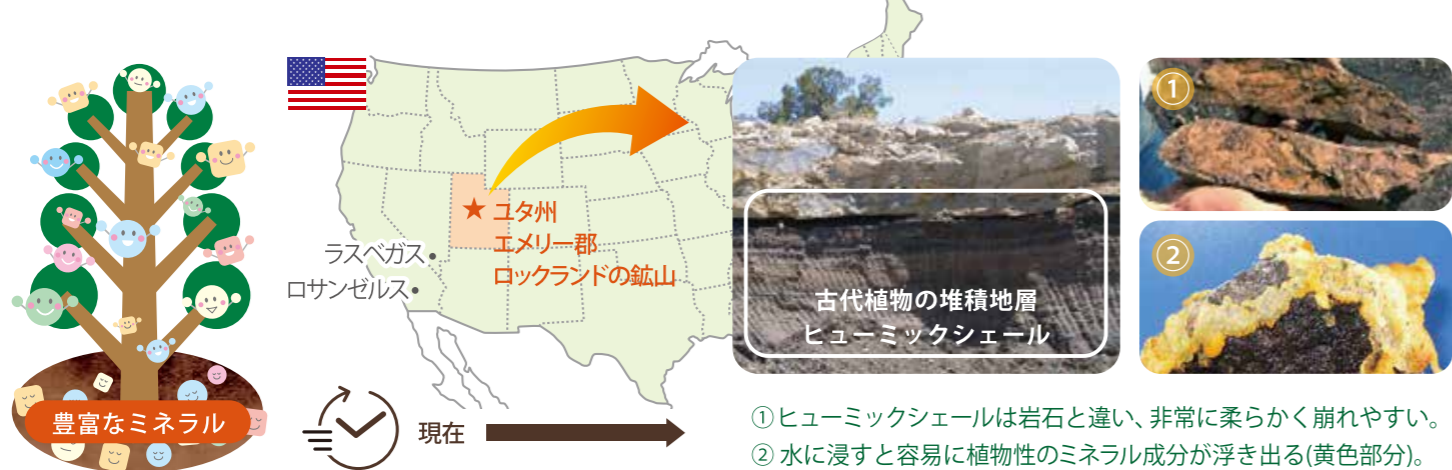 豊富なミネラル
ラスベガス
ロサンゼルス
ユタ州
エメリー郡
ロックランドの鉱山
現在
古代植物の堆積地層
ヒューミックシェール
①
②
①ヒューミックシェールは岩石と違い、非常に柔らかく崩れやすい。
② 水に浸すと容易に植物性のミネラル成分が浮き出る(黄色部分)。